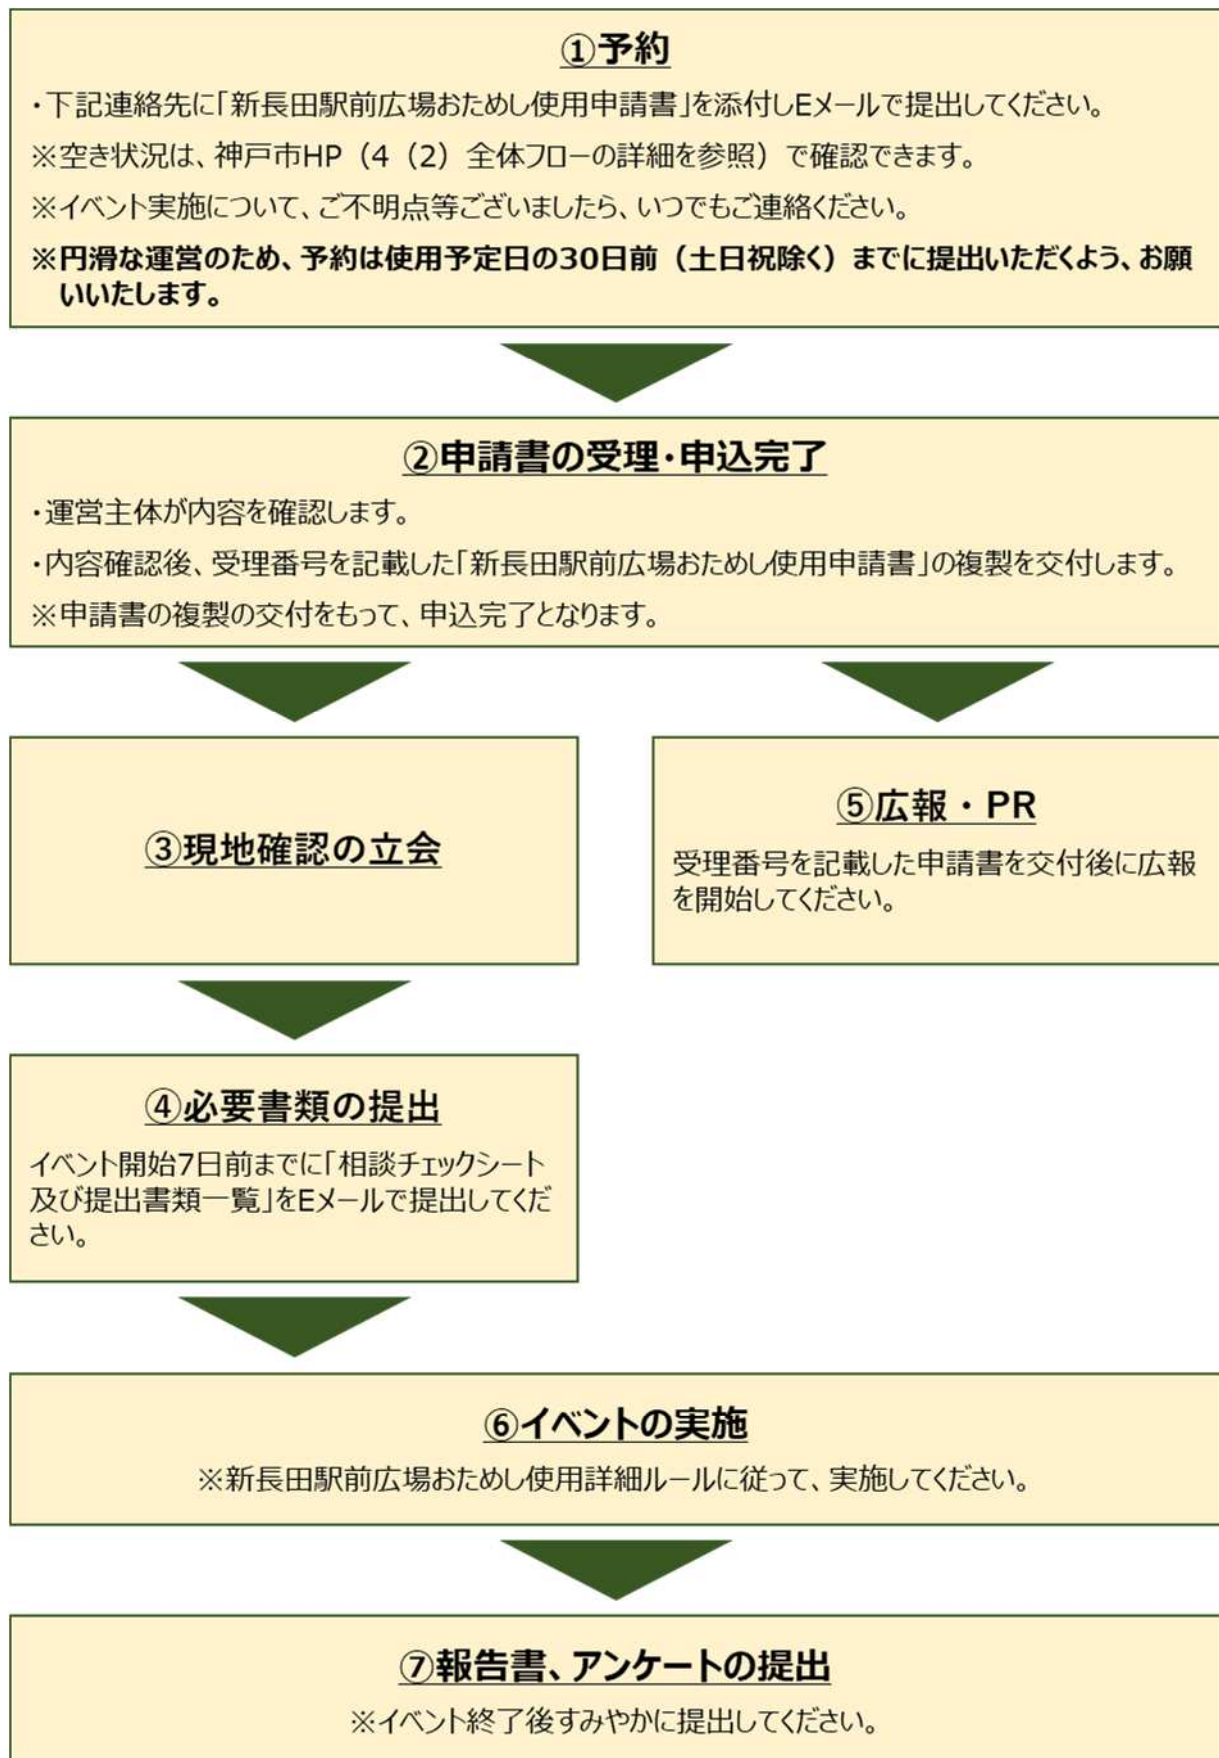 ①予約
・下記連絡先に「新長田駅前広場おためし使用申請書」を添付しEメールで提出してください。
※空き状況は、神戸市HP（4（2）全体フローの詳細を参照）で確認できます。
※イベント実施について、ご不明点等ございましたら、いつでもご連絡ください。
※円滑な運営のため、予約は使用予定日の30日前（土日祝除く）までに提出いただくよう、お願
いいたします。
②申請書の受理・申込完了
・運営主体が内容を確認します。
・内容確認後、受理番号を記載した「新長田駅前広場おためし使用申請書」の複製を交付します。
※申請書の複製の交付をもって、申込完了となります。
③現地確認の立会
⑤広報・PR
受理番号を記載した申請書を交付後に広報
を開始してください。
④必要書類の提出
イベント開始7日前までに「相談チェックシート
及び提出書類一覧」をEメールで提出してくだ
さい。
⑥イベントの実施
※新長田駅前広場おためし使用詳細ルールに従って、実施してください。
⑦報告書、アンケートの提出
※イベント終了後すみやかに提出してください。